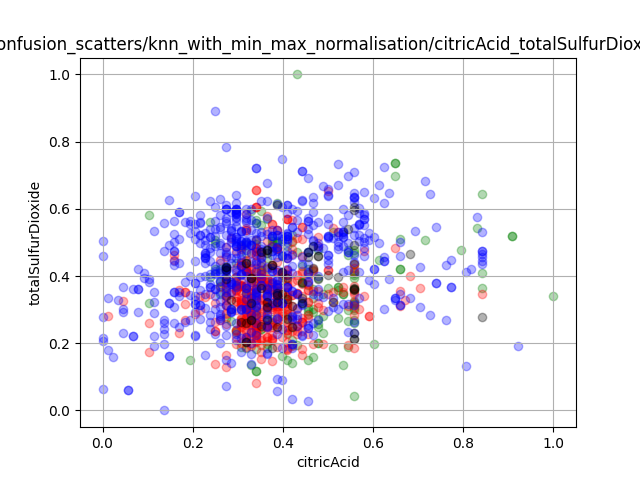 onfusion_scatters/knn_with_min_max_normalisation/citricAcid_totalSulfurDiox
1.0
0.8
0.6
0.4
0.2
0.0
totalSulfurDioxide
0.0 0.2 0.4 0.6 0.8 1.0
citricAcid